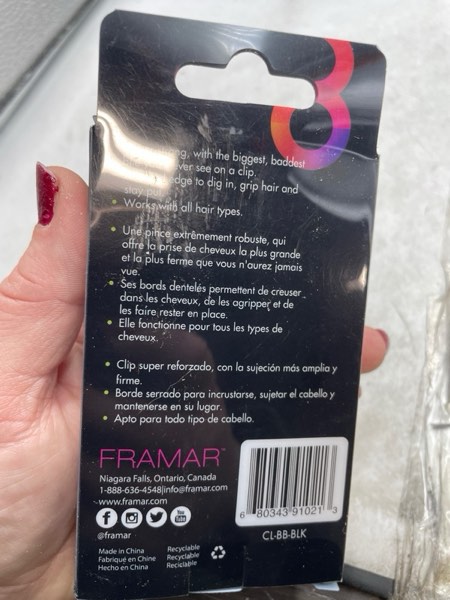 ng, with the biggest, baddest
ver see on a clip.
edge to dig in, grip hair and
stay
• Works with all hair types.
• Une pince extrêmement robuste, qui
offre la prise de cheveux la plus grande
et la plus ferme que vous n'aurez jamais
vue.
• Ses bords dentelés permettent de creuser
dans les cheveux, de les agripper et de
les faire rester en place.
• Elle fonctionne pour tous les types de
cheveux.
• Clip super reforzado, con la sujeción más amplia y
firme.
• Borde serrado para incrustarse, sujetar el cabello y
mantenerse en su lugar.
• Apto para todo tipo de cabello.
FRAMAR™
Niagara Falls, Ontario, Canada
1-888-636-4548|info@framar.com
www.framar.com
@framar
Made in China
Fabriqué en Chine
Hecho en China
Recyclable
Recyclable
Reciclable
6 80343 91021 3
CL-BB-BLK